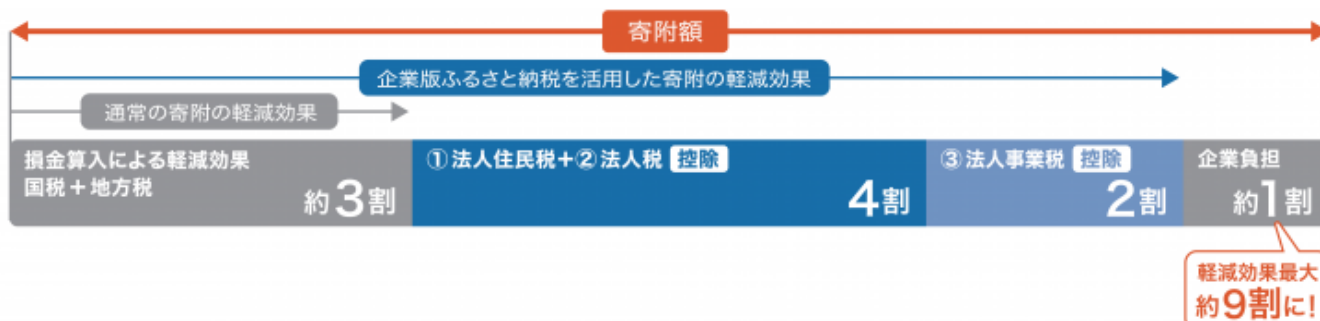 寄附額
企業版ふるさと納税を活用した寄附の軽減効果
通常の寄附の軽減効果
損金算入による軽減効果
国税＋地方税
約3割
①法人住民税＋②法人税 控除
4割
③法人事業税 控除
2割
企業負担
約1割
軽減効果最大
約9割に!